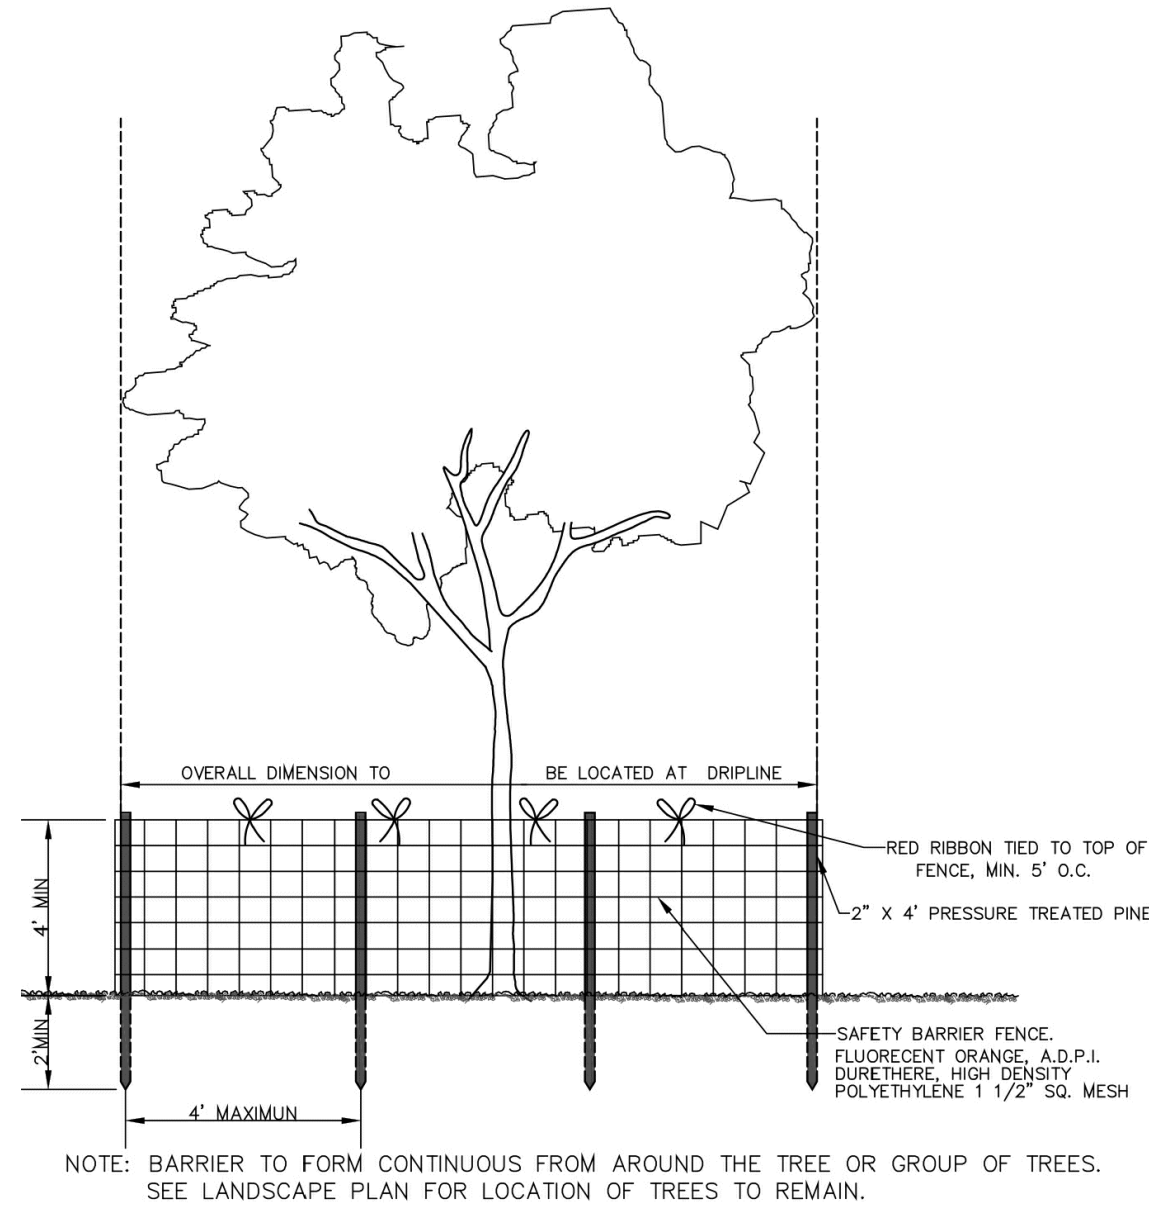 OVERALL DIMENSION TO BE LOCATED AT DRIPLINE
RED RIBBON TIED TO TOP OF
FENCE, MIN. 5' O.C.
4' MIN
2" X 4' PRESSURE TREATED PINE
2'MIN
SAFETY BARRIER FENCE.
FLUORECENT ORANGE, A.D.P.I.
DURETHERE, HIGH DENSITY
POLYETHYLENE 1 1/2" SQ. MESH
4' MAXIMUN
NOTE: BARRIER TO FORM CONTINUOUS FROM AROUND THE TREE OR GROUP OF TREES.
SEE LANDSCAPE PLAN FOR LOCATION OF TREES TO REMAIN.